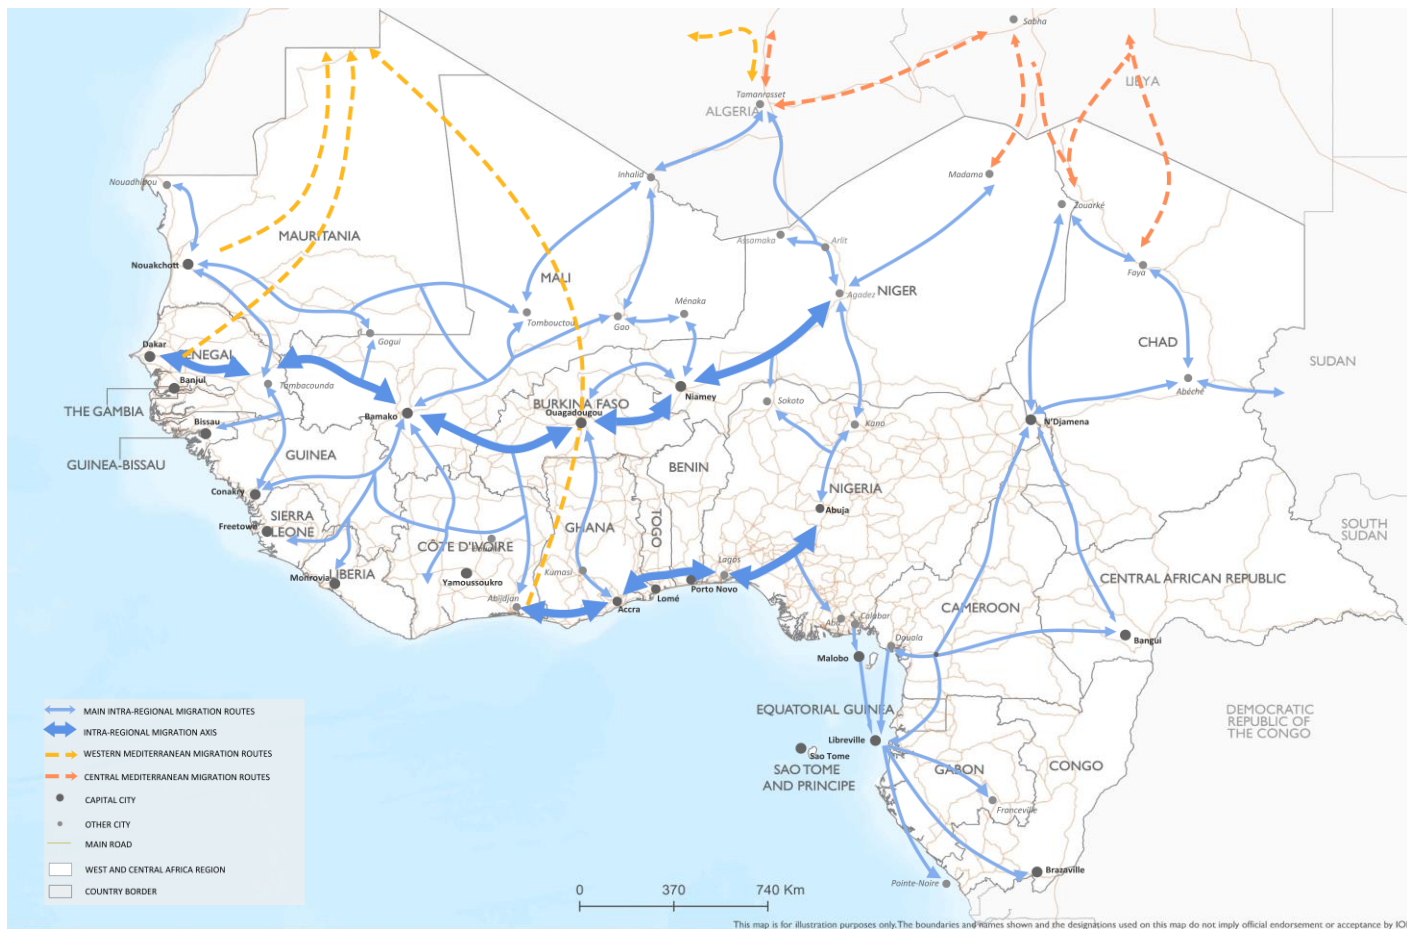 Sabha
LIBYA
Tamanrasset
ALGERIA
Nouadhibou
Inhalia
Madama
Zouarké
MAURITANIA
Assamaka
Arlit
Nouakchott
MALI
NIGER
Agadez
Faya
Tombouctou
Gao
Ménaka
SUDAN
Dakar
SENEGAL
Gogui
CHAD
Banjul
Tambacounda
Niamey
Abéché
THE GAMBIA
BURKINA FASO
Sokoto
Bissau
Bamako
Ouagadougou
Kano
N'Djamena
GUINEA-BISSAU
GUINEA
BENIN
NIGERIA
Conakry
SIERRA
LEONE
Freetown
GHANA
TOGO
Abuja
SOUTH
SUDAN
CÔTE D'IVOIRE
Monrovia
LIBERIA
Yamoussoukro
Kumasi
Lagos
Porto Novo
CENTRAL AFRICAN REPUBLIC
Abijdjan
Accra
Lomé
CAMEROON
Calabar
Douala
Bangui
Malobo
EQUATORIAL GUINEA
DEMOCRATIC
REPUBLIC OF
THE CONGO
Libreville
Sao Tome
SAO TOME
AND PRINCIPE
GABON
CONGO
Franceville
Pointe-Noire
Brazaville
MAIN INTRA-REGIONAL MIGRATION ROUTES
INTRA-REGIONAL MIGRATION AXIS
WESTERN MEDITERRANEAN MIGRATION ROUTES
CENTRAL MEDITERRANEAN MIGRATION ROUTES
CAPITAL CITY
OTHER CITY
MAIN ROAD
WEST AND CENTRAL AFRICA REGION
COUNTRY BORDER
0 370 740 Km
This map is for illustration purposes only. The boundaries and names shown and the designations used on this map do not imply official endorsement or acceptance by IO